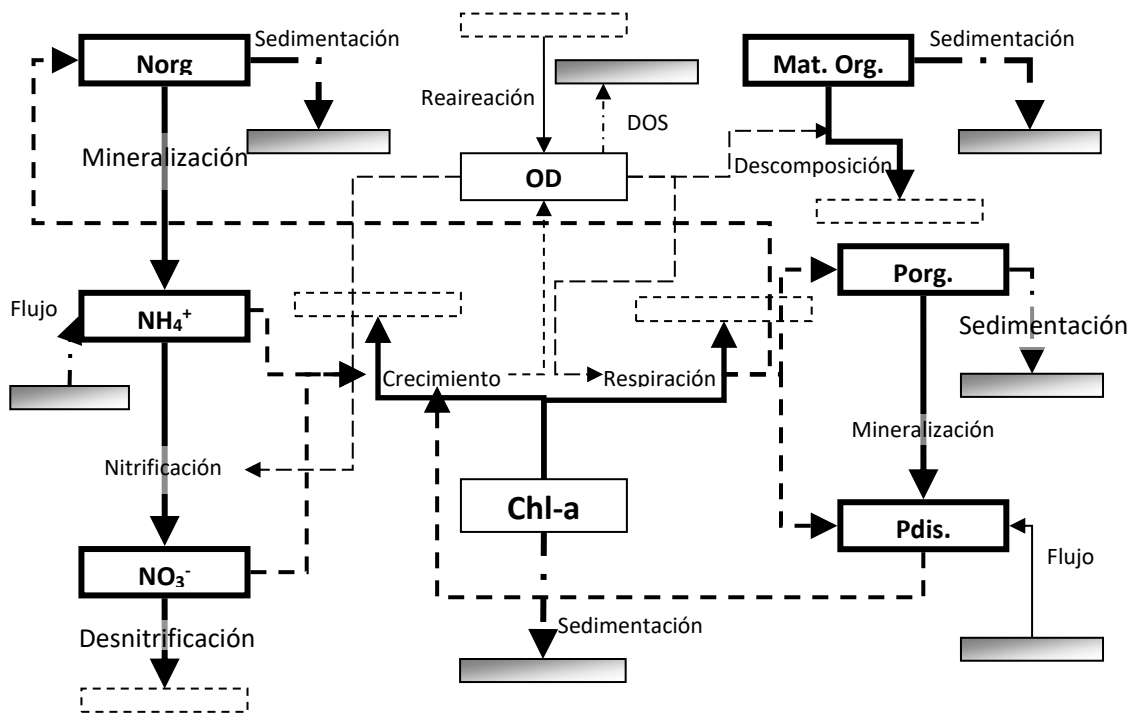 Sedimentación
Norg
Sedimentación
Mat. Org.
Reaireación
DOS
Mineralización
OD
Descomposición
Flujo
NH₄⁺
Porg.
Sedimentación
Crecimiento
Respiración
Mineralización
Nitrificación
Chl-a
Pdis.
Flujo
NO₃⁻
Desnitrificación
Sedimentación